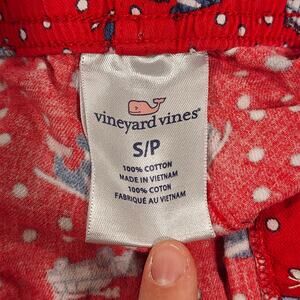 vineyard vines®
S/P
100% COTTON
MADE IN VIETNAM
100% COTON
FABRIQUÉ AU VIETNAM